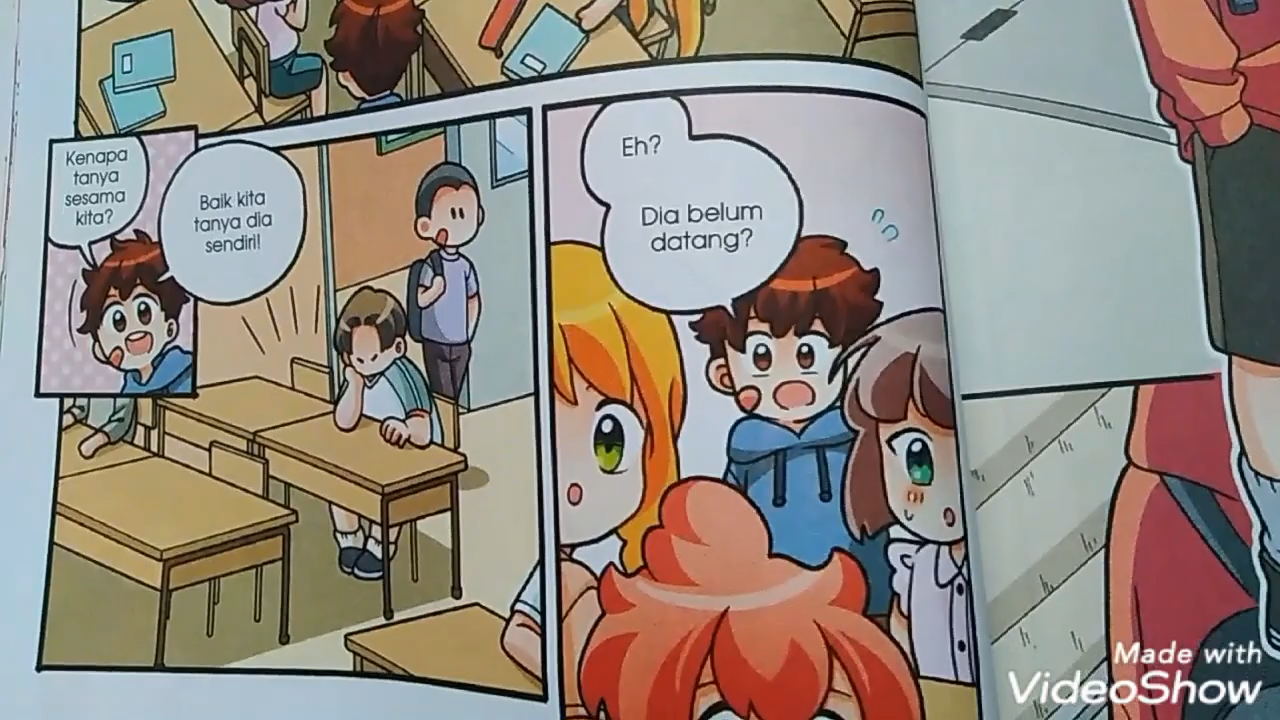 Kenapa
tanya
sesama
kita?
Baik kita
tanya dia
sendiri!
Eh?
Dia belum
datang?
Made with
VideoShow